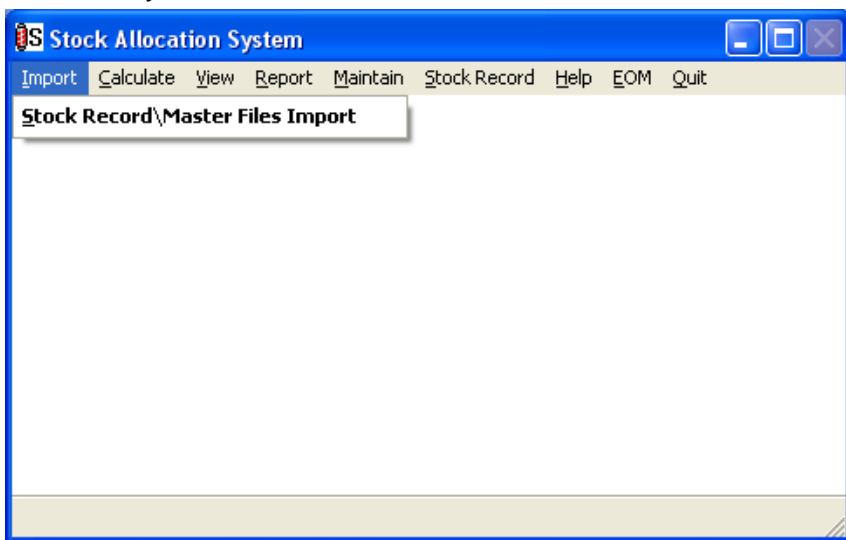 S Stock Allocation System
Import Calculate View Report Maintain Stock Record Help EOM Quit
Stock Record\Master Files Import